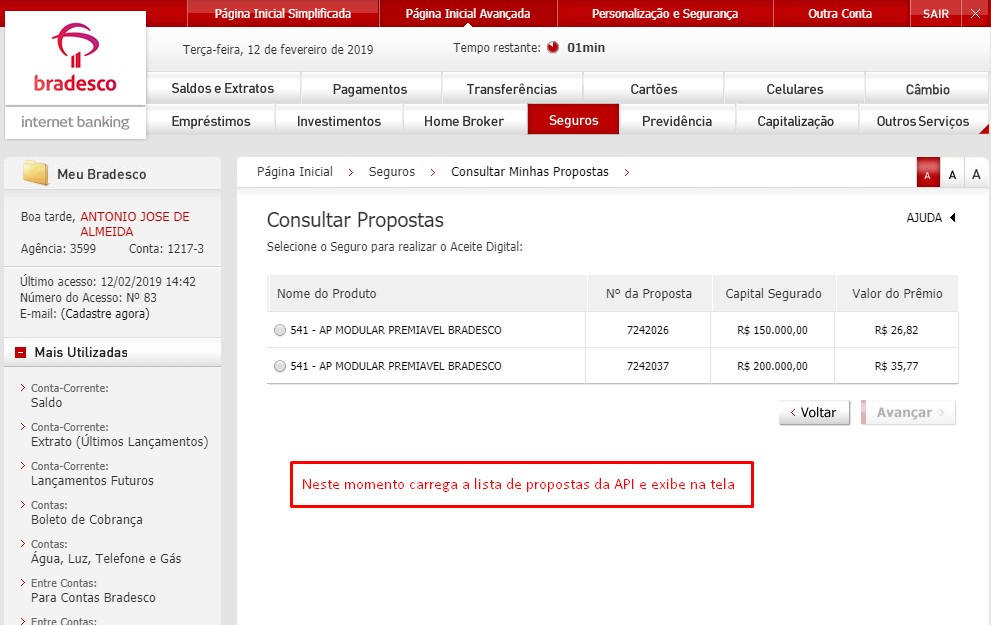 Página Inicial Simplificada
Página Inicial Avançada
Personalização e Segurança
Outra Conta
SAIR
bradesco
internet banking
Terça-feira, 12 de fevereiro de 2019
Tempo restante: 01min
Saldos e Extratos
Pagamentos
Transferências
Cartões
Celulares
Câmbio
Empréstimos
Investimentos
Home Broker
Seguros
Previdência
Capitalização
Outros Serviços
Meu Bradesco
Boa tarde, ANTONIO JOSE DE
ALMEIDA
Agência: 3599 Conta: 1217-3
Último acesso: 12/02/2019 14:42
Número do Acesso: Nº 83
E-mail: (Cadastre agora)
Mais Utilizadas
Conta-Corrente:
Saldo
Conta-Corrente:
Extrato (Últimos Lançamentos)
Conta-Corrente:
Lançamentos Futuros
Contas:
Boleto de Cobrança
Contas:
Água, Luz, Telefone e Gás
Entre Contas:
Para Contas Bradesco
Entre Contas:
Página Inicial > Seguros > Consultar Minhas Propostas >
A A A
Consultar Propostas
AJUDA
Selecione o Seguro para realizar o Aceite Digital:
Nome do Produto Nº da Proposta Capital Segurado Valor do Prêmio
541 - AP MODULAR PREMIAVEL BRADESCO 7242026 R$ 150.000,00 R$ 26,82
541 - AP MODULAR PREMIAVEL BRADESCO 7242037 R$ 200.000,00 R$ 35,77
Voltar
Avançar
Neste momento carrega a lista de propostas da API e exibe na tela